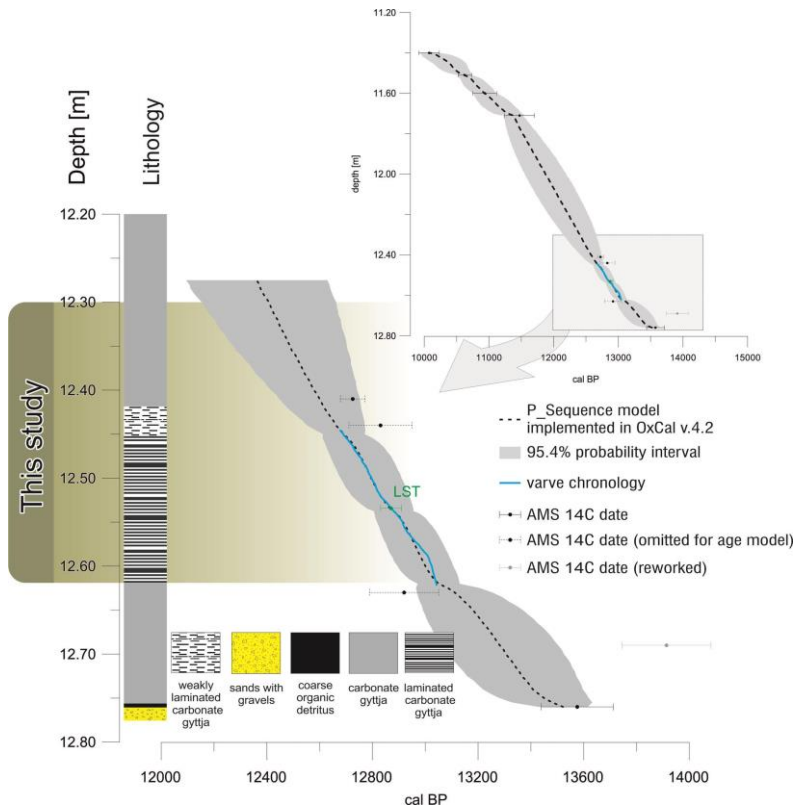 Depth [m]
Lithology
12.20
12.30
12.40
12.50
12.60
12.70
12.80
This study
LST
weakly
laminated
carbonate
gyttja
sands with
gravels
coarse
organic
detritus
carbonate
gyttja
laminated
carbonate
gyttja
12000
12400
12800
13200
13600
14000
cal BP
11.20
11.60
12.00
12.40
12.80
depth [m]
10000
11000
12000
13000
14000
15000
cal BP
P_Sequence model
implemented in OxCal v.4.2
95.4% probability interval
varve chronology
AMS 14C date
AMS 14C date (omitted for age model)
AMS 14C date (reworked)